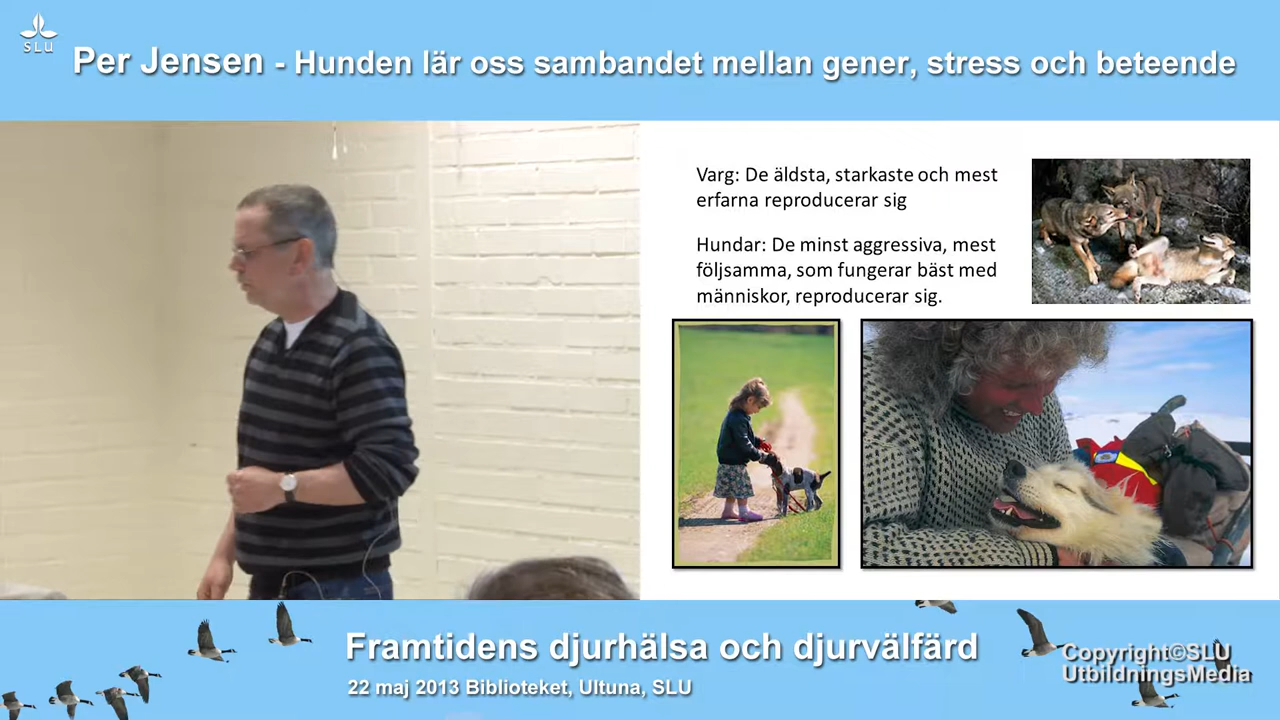 SLU
Per Jensen - Hunden lär oss sambandet mellan gener, stress och beteende
Varg: De äldsta, starkaste och mest
erfarna reproducerar sig
Hundar: De minst aggressiva, mest
följsamma, som fungerar bäst med
människor, reproducerar sig.
Framtidens djurhälsa och djurvälfärd
22 maj 2013 Biblioteket, Ultuna, SLU
Copyright©SLU
UtbildningsMedia